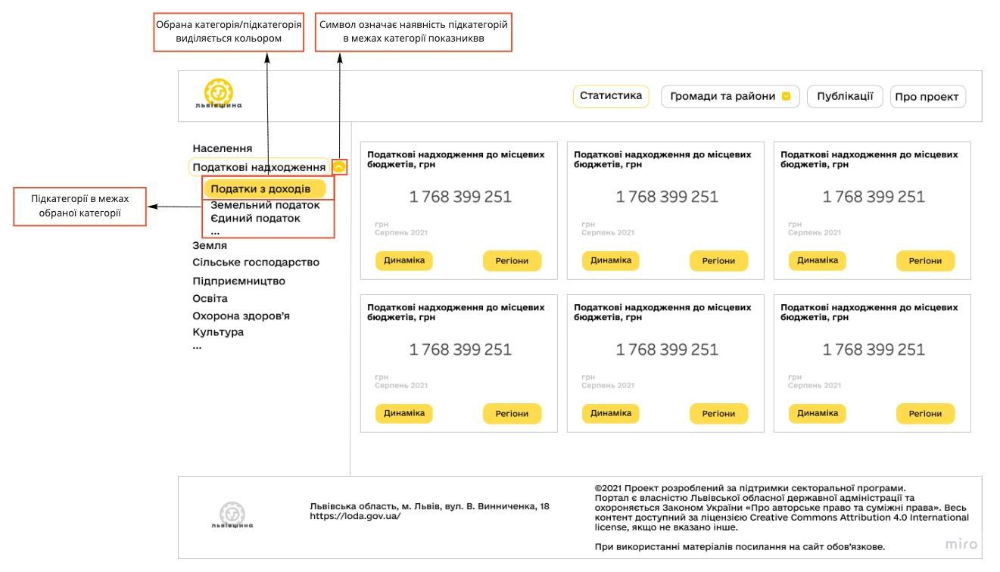 Обрана категорія/підкатегорія
виділяється кольором
Символ означає наявність підкатегорій
в межах категорії показниквв
львівщина
Статистика
Громади та райони
Публікації
Про проект
Населення
Податкові надходження
Податки з доходів
Земельний податок
Єдиний податок
...
Підкатегорії в межах
обраної категорії
Земля
Сільське господарство
Підприємництво
Освіта
Охорона здоров’я
Культура
...
Податкові надходження до місцевих
бюджетів, грн
1 768 399 251
грн
Серпень 2021
Динаміка
Регіони
Податкові надходження до місцевих
бюджетів, грн
1 768 399 251
грн
Серпень 2021
Динаміка
Регіони
Податкові надходження до місцевих
бюджетів, грн
1 768 399 251
грн
Серпень 2021
Динаміка
Регіони
Податкові надходження до місцевих
бюджетів, грн
1 768 399 251
грн
Серпень 2021
Динаміка
Регіони
Податкові надходження до місцевих
бюджетів, грн
1 768 399 251
грн
Серпень 2021
Динаміка
Регіони
Податкові надходження до місцевих
бюджетів, грн
1 768 399 251
грн
Серпень 2021
Динаміка
Регіони
львівщина
Львівська область, м. Львів, вул. В. Винниченка, 18
https://loda.gov.ua/
©2021 Проект розроблений за підтримки секторальної програми.
Портал є власністю Львівської обласної державної адміністрації та
охороняється Законом України «Про авторське право та суміжні права». Весь
контент доступний за ліцензією Creative Commons Attribution 4.0 International
license, якщо не вказано інше.
При використанні матеріалів посилання на сайт обов’язкове.
miro